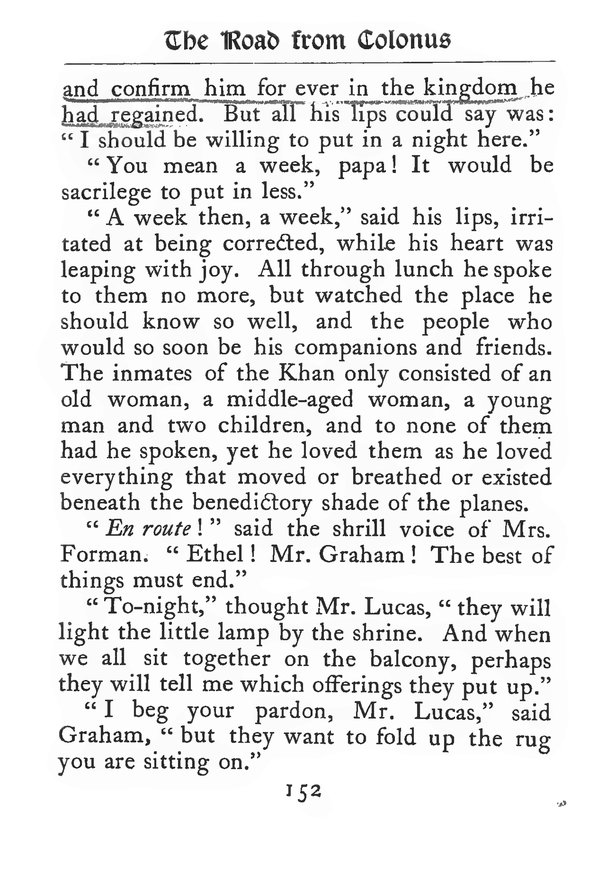 The Road from Colonus
and confirm him for ever in the kingdom he
had regained. But all his lips could say was:
“ I should be willing to put in a night here.”
“ You mean a week, papa! It would be
sacrilege to put in less.”
“ A week then, a week,” said his lips, irri-
tated at being corrected, while his heart was
leaping with joy. All through lunch he spoke
to them no more, but watched the place he
should know so well, and the people who
would so soon be his companions and friends.
The inmates of the Khan only consisted of an
old woman, a middle-aged woman, a young
man and two children, and to none of them
had he spoken, yet he loved them as he loved
everything that moved or breathed or existed
beneath the benedictory shade of the planes.
“ En route ! ” said the shrill voice of Mrs.
Forman. “ Ethel ! Mr. Graham ! The best of
things must end.”
“ To-night,” thought Mr. Lucas, “ they will
light the little lamp by the shrine. And when
we all sit together on the balcony, perhaps
they will tell me which offerings they put up.”
“ I beg your pardon, Mr. Lucas,” said
Graham, “ but they want to fold up the rug
you are sitting on.”
152